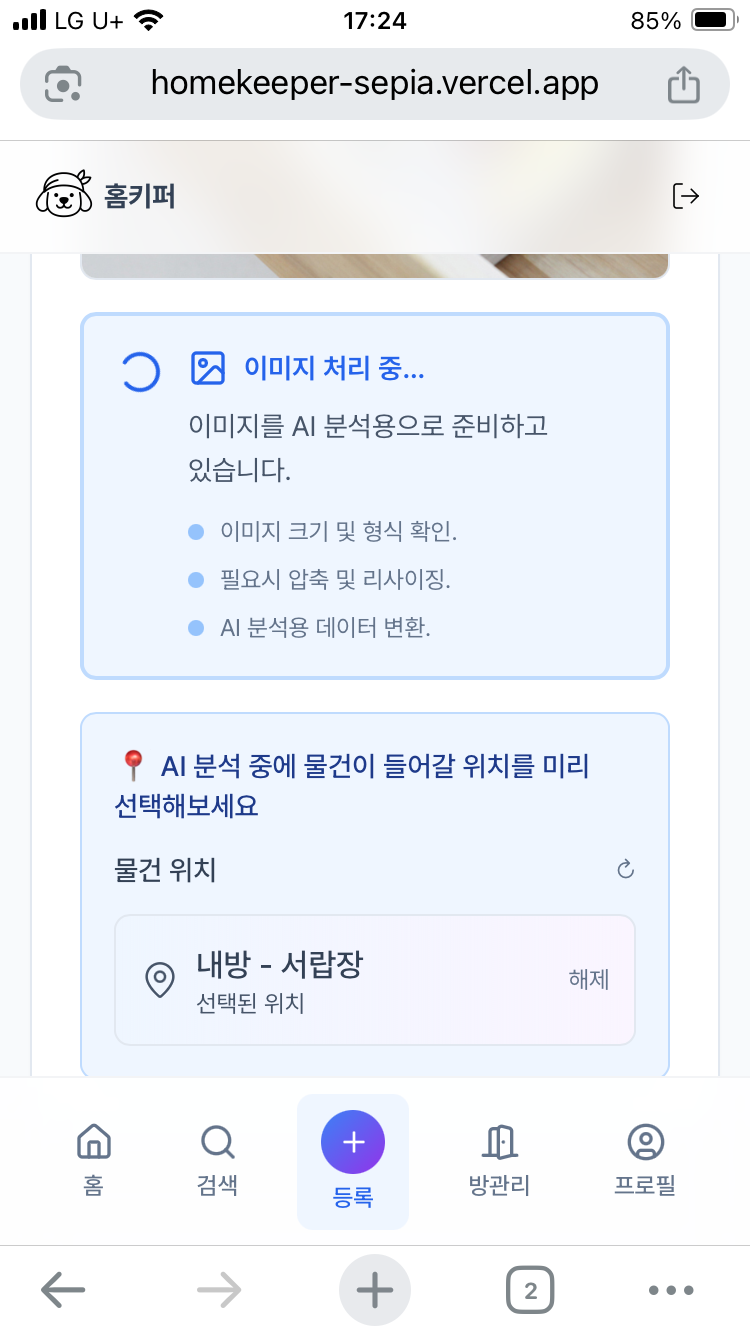 LG U+
17:24
85%
homekeeper-sepia.vercel.app
홈키퍼
이미지 처리 중...
이미지를 AI 분석용으로 준비하고
있습니다.
이미지 크기 및 형식 확인.
필요시 압축 및 리사이징.
AI 분석용 데이터 변환.
📍 AI 분석 중에 물건이 들어갈 위치를 미리
선택해보세요
물건 위치
내방 - 서랍장
선택된 위치
해제
홈
검색
등록
방관리
프로필
2